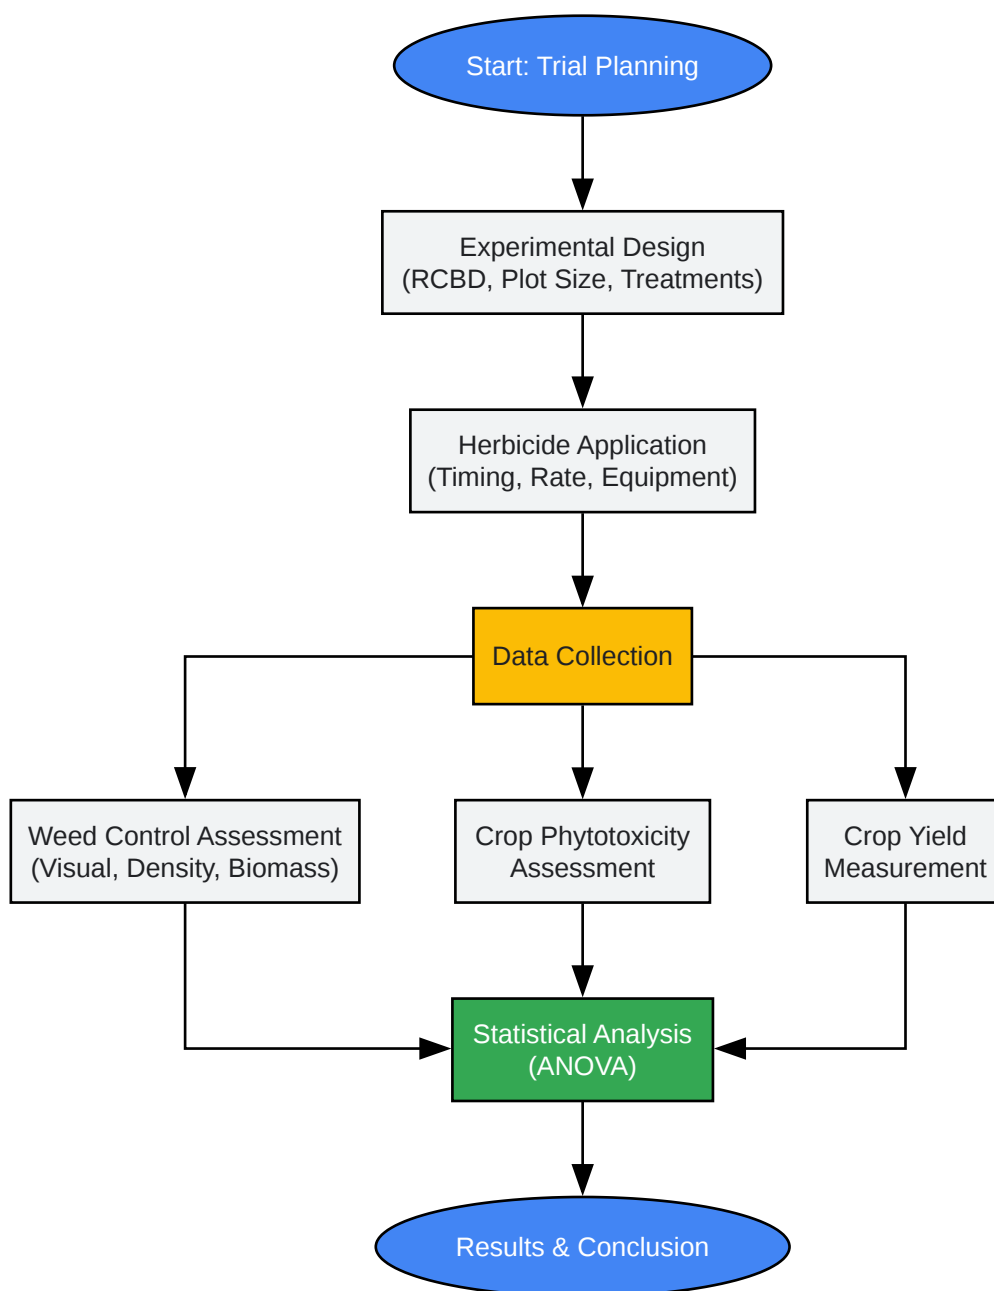 Start: Trial Planning
Experimental Design
(RCBD, Plot Size, Treatments)
Herbicide Application
(Timing, Rate, Equipment)
Data Collection
Weed Control Assessment
(Visual, Density, Biomass)
Crop Phytotoxicity
Assessment
Crop Yield
Measurement
Statistical Analysis
(ANOVA)
Results & Conclusion